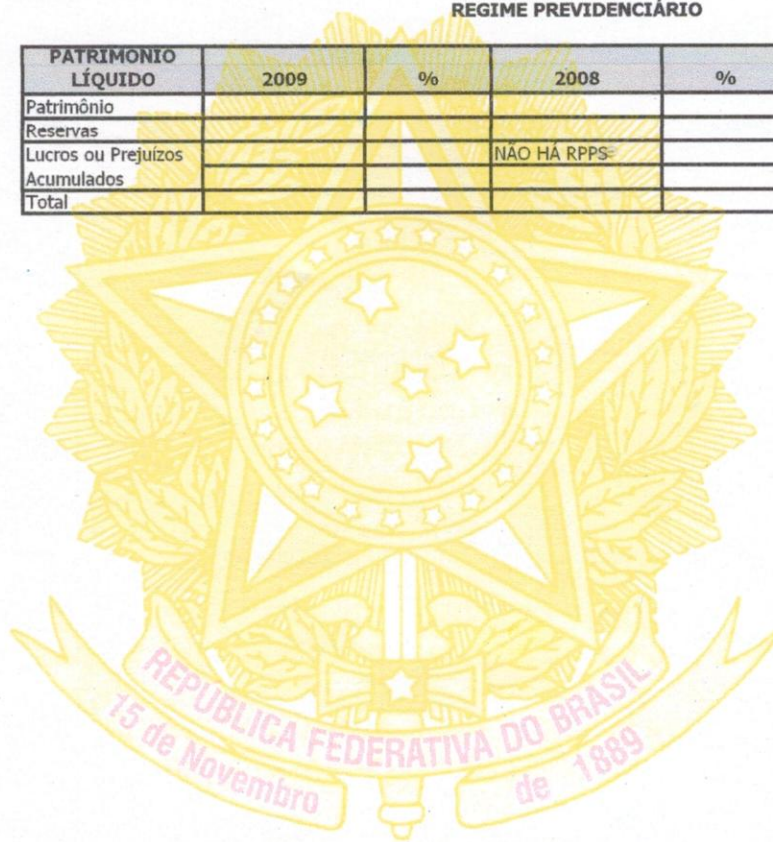 REGIME PREVIDENCIÁRIO
PATRIMONIO LÍQUIDO 2009 % 2008 %
Patrimônio
Reservas
Lucros ou Prejuízos NÃO HÁ RPPS
Acumulados
Total
REPUBLICA FEDERATIVA DO BRASIL
15 de Novembro de 1889